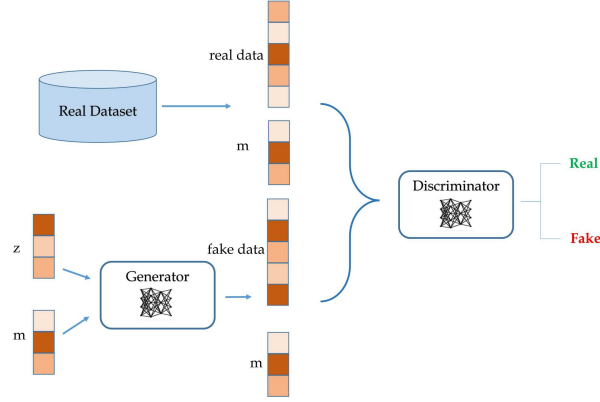 real data
Real Dataset
m
Discriminator
Real
Fake
z
fake data
Generator
m
m